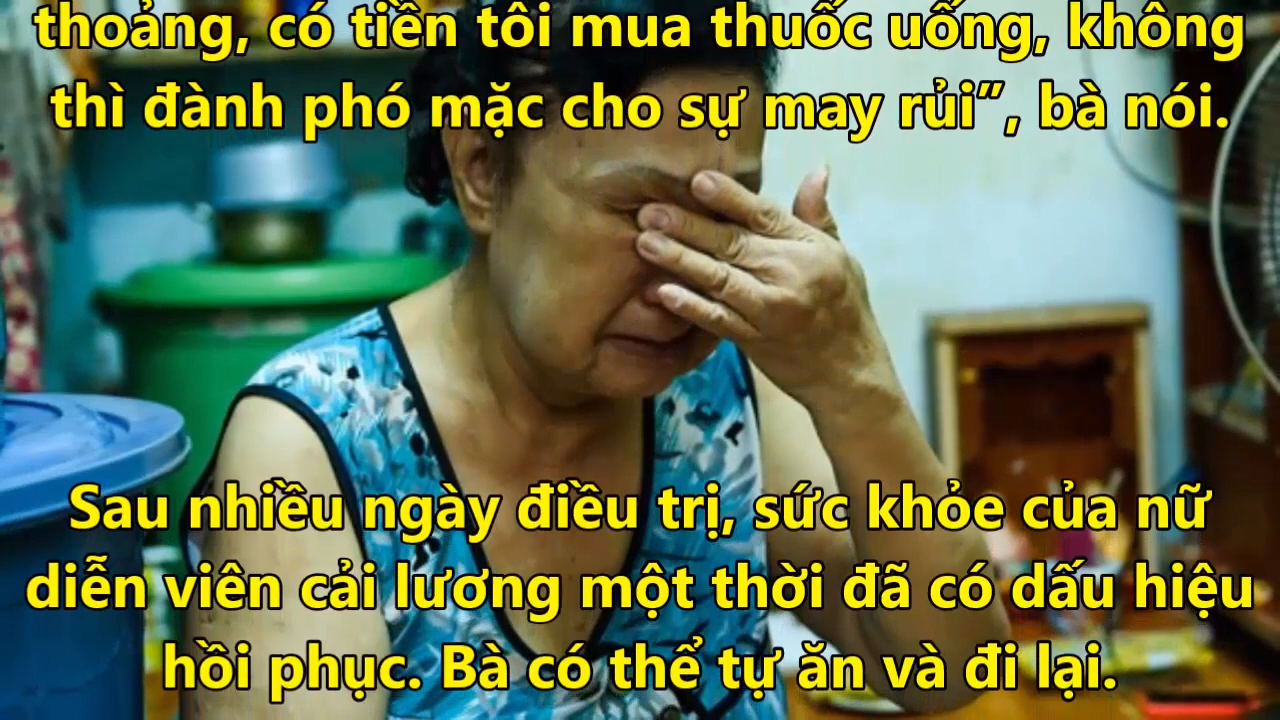 thoảng, có tiền tôi mua thuốc uống, không
thì đành phó mặc cho sự may rủi”, bà nói.
Sau nhiều ngày điều trị, sức khỏe của nữ
diễn viên cải lương một thời đã có dấu hiệu
hồi phục. Bà có thể tự ăn và đi lại.